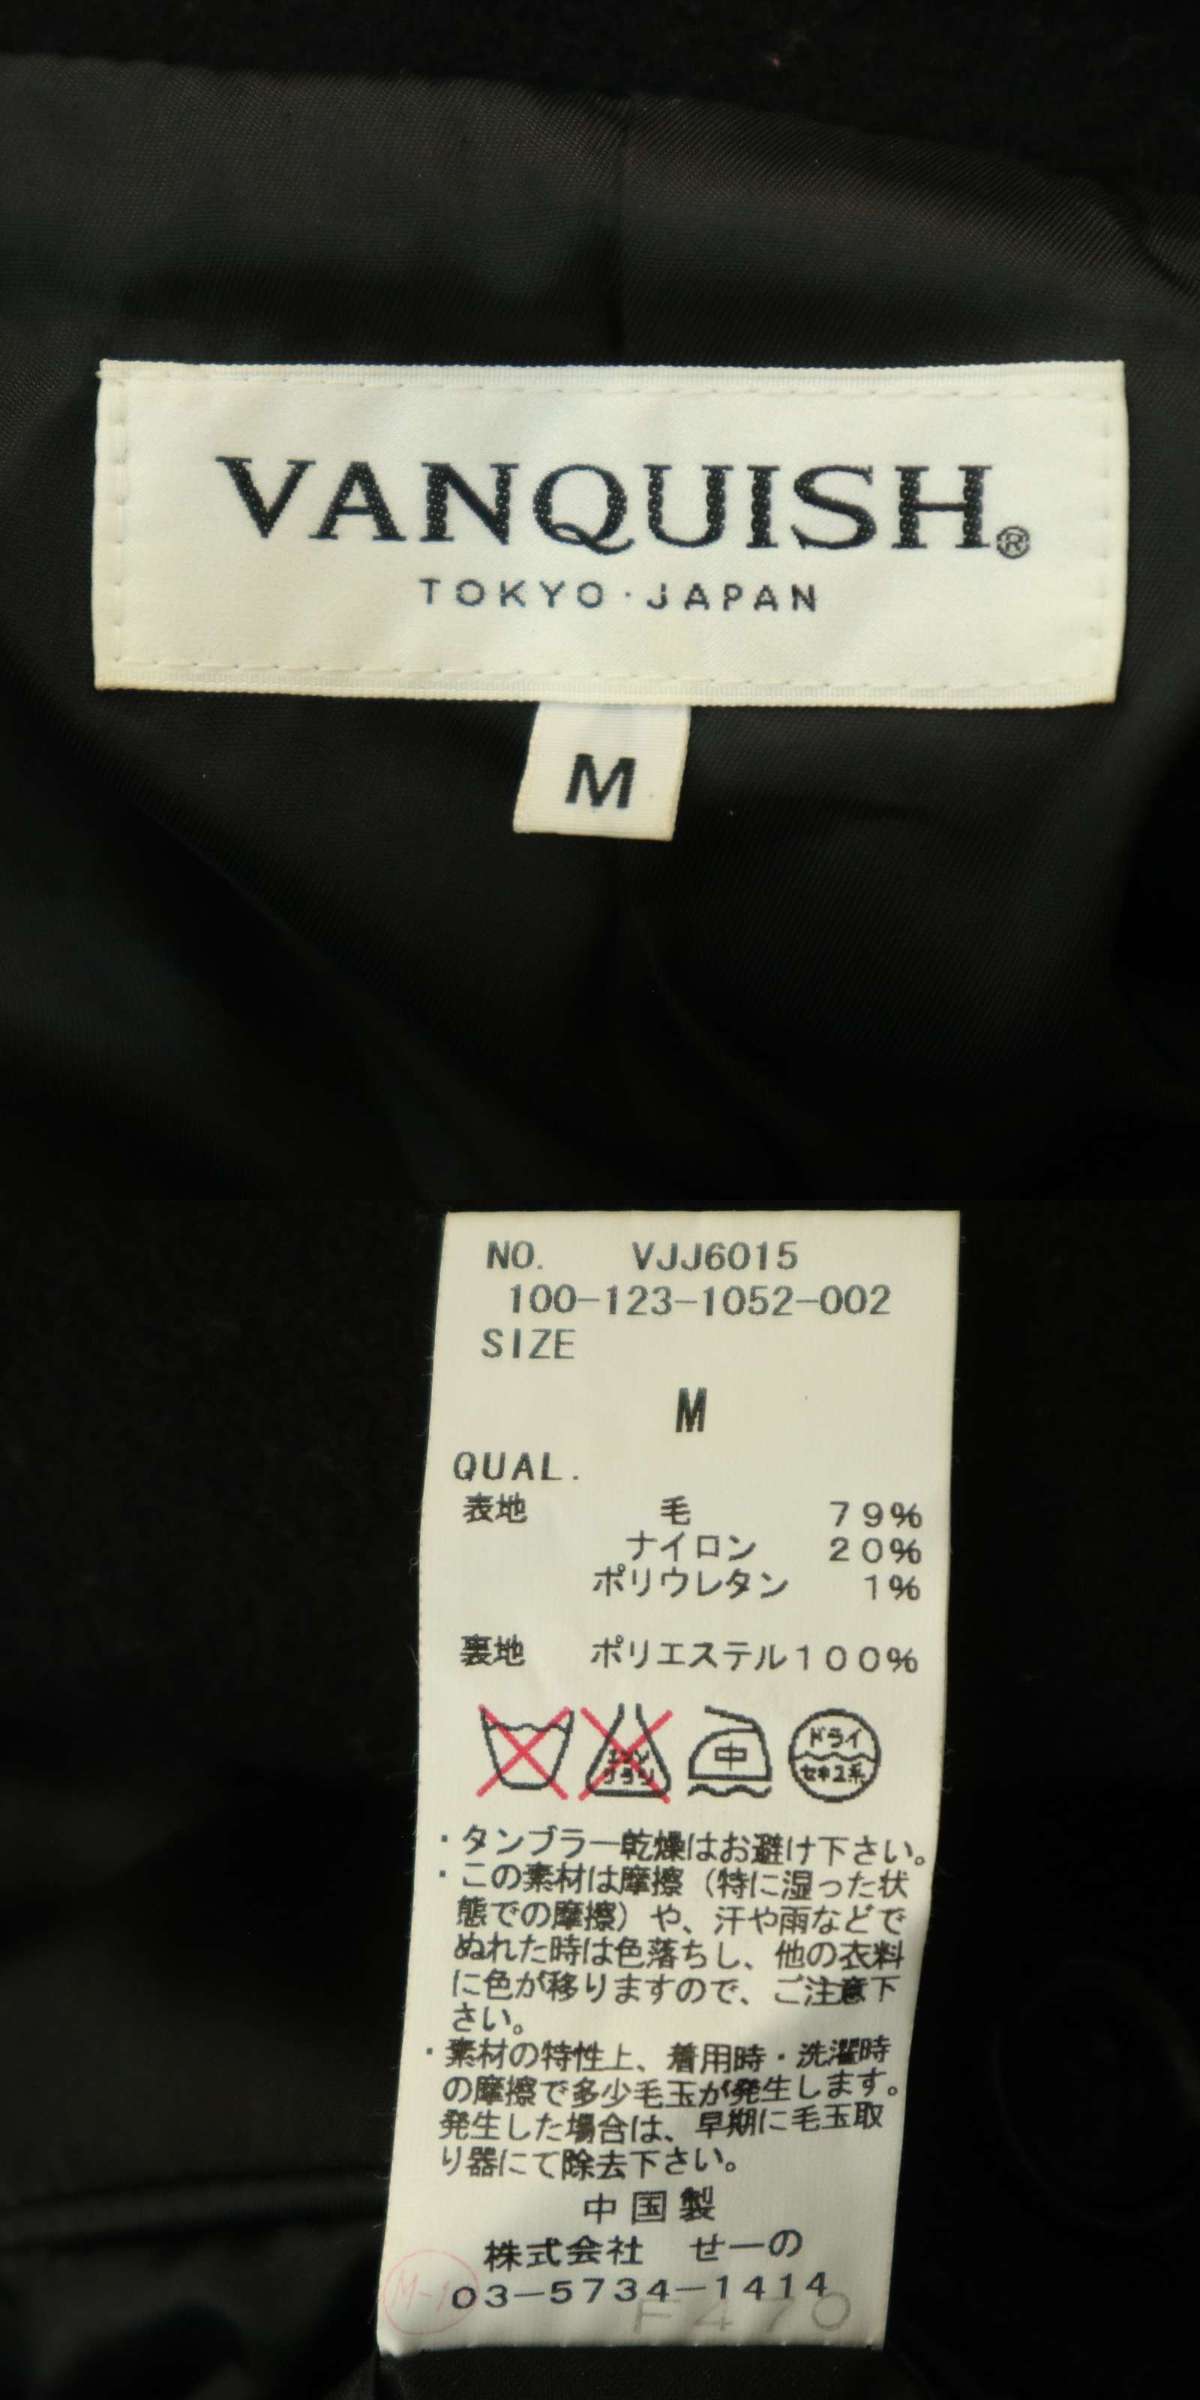 VANQUISH®
TOKYO・JAPAN
M
NO. VJJ6015
100-123-1052-002
SIZE
M
QUAL.
表地 毛 79%
ナイロン 20%
ポリウレタン 1%
裏地 ポリエステル100%
エンソ
サラシ
中
ドライ
セキユ系
・タンブラー乾燥はお避け下さい。
・この素材は摩擦（特に湿った状
態での摩擦）や、汗や雨などで
ぬれた時は色落ちし、他の衣料
に色が移りますので、ご注意下
さい。
・素材の特性上、着用時・洗濯時
の摩擦で多少毛玉が発生します。
発生した場合は、早期に毛玉取
り器にて除去下さい。
中国製
株式会社 せーの
03-5734-1414
F470